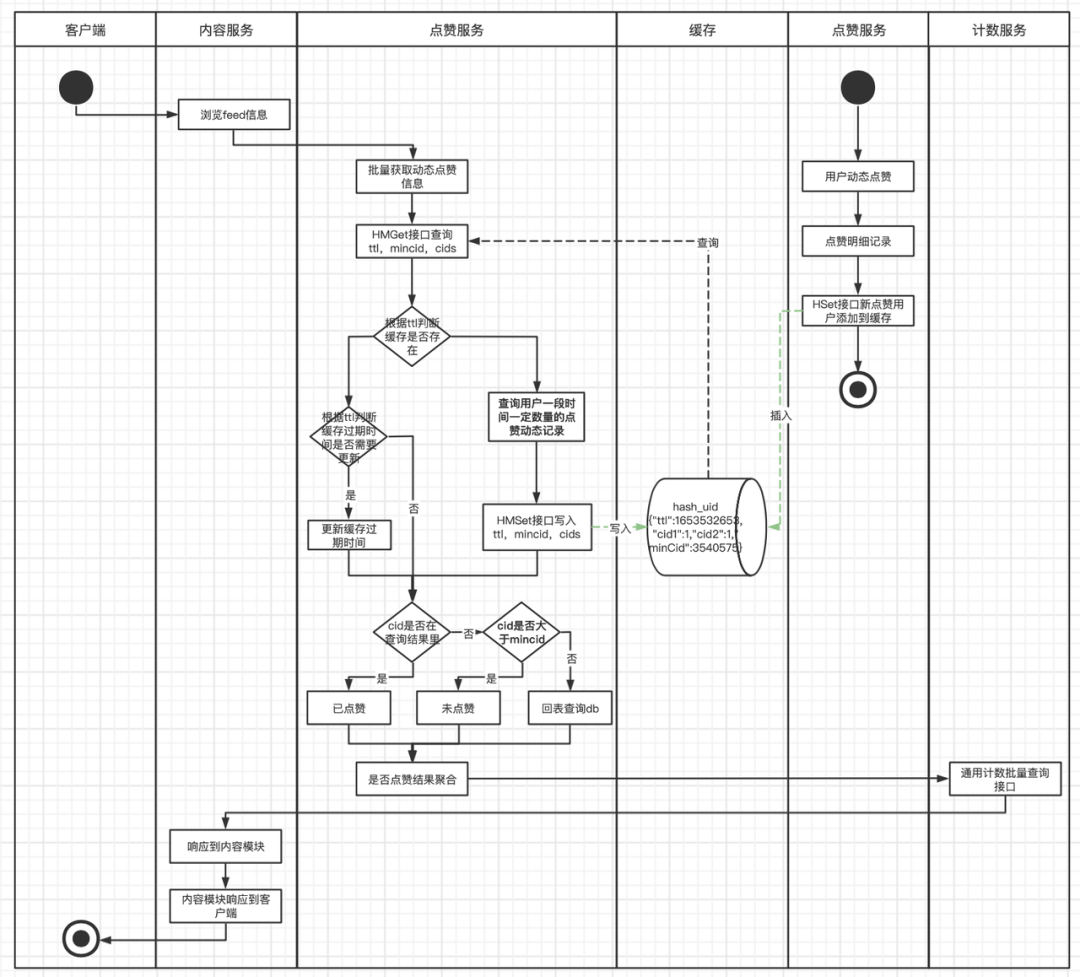 客户端
内容服务
点赞服务
缓存
点赞服务
计数服务
浏览feed信息
批量获取动态点赞
信息
HMGet接口查询
ttl，mincid，cids
查询
用户动态点赞
点赞明细记录
HSet接口新点赞用
户添加到缓存
根据ttl判断
缓存是否存
在
根据ttl判断
缓存过期时
间是否需要
更新
查询用户一段时
间一定数量的点
赞动态记录
插入
是
否
更新缓存过
期时间
HMSet接口写入
ttl，mincid，cids
写入
hash_uid
{"ttl":1653532653,
"cid1":1,"cid2":1,"
minCid":3540575}
cid是否在
查询结果里
否
cid是否大
于mincid
否
是
是
已点赞
未点赞
回表查询db
是否点赞结果聚合
通用计数批量查询
接口
响应到内容模块
内容模块响应到客
户端